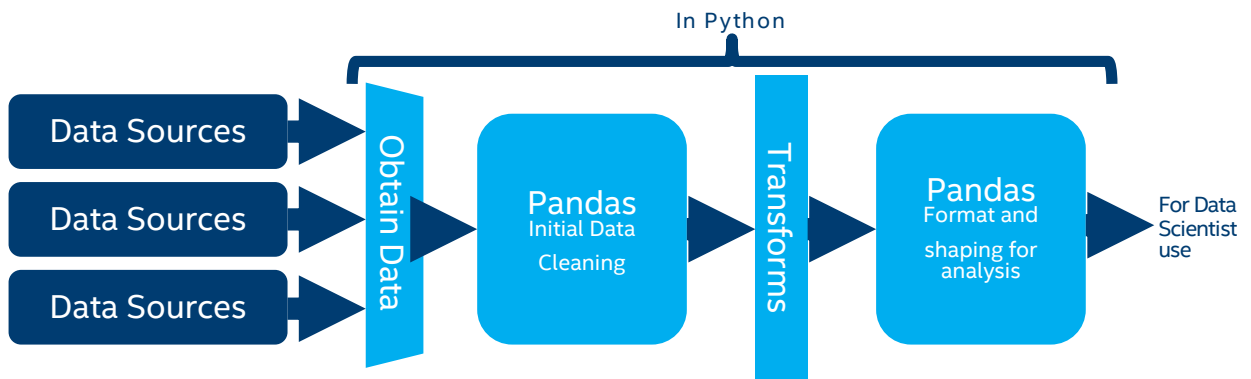 In Python
Data Sources
Data Sources
Data Sources
Obtain Data
Pandas
Initial Data
Cleaning
Transforms
Pandas
Format and
shaping for
analysis
For Data
Scientist
use